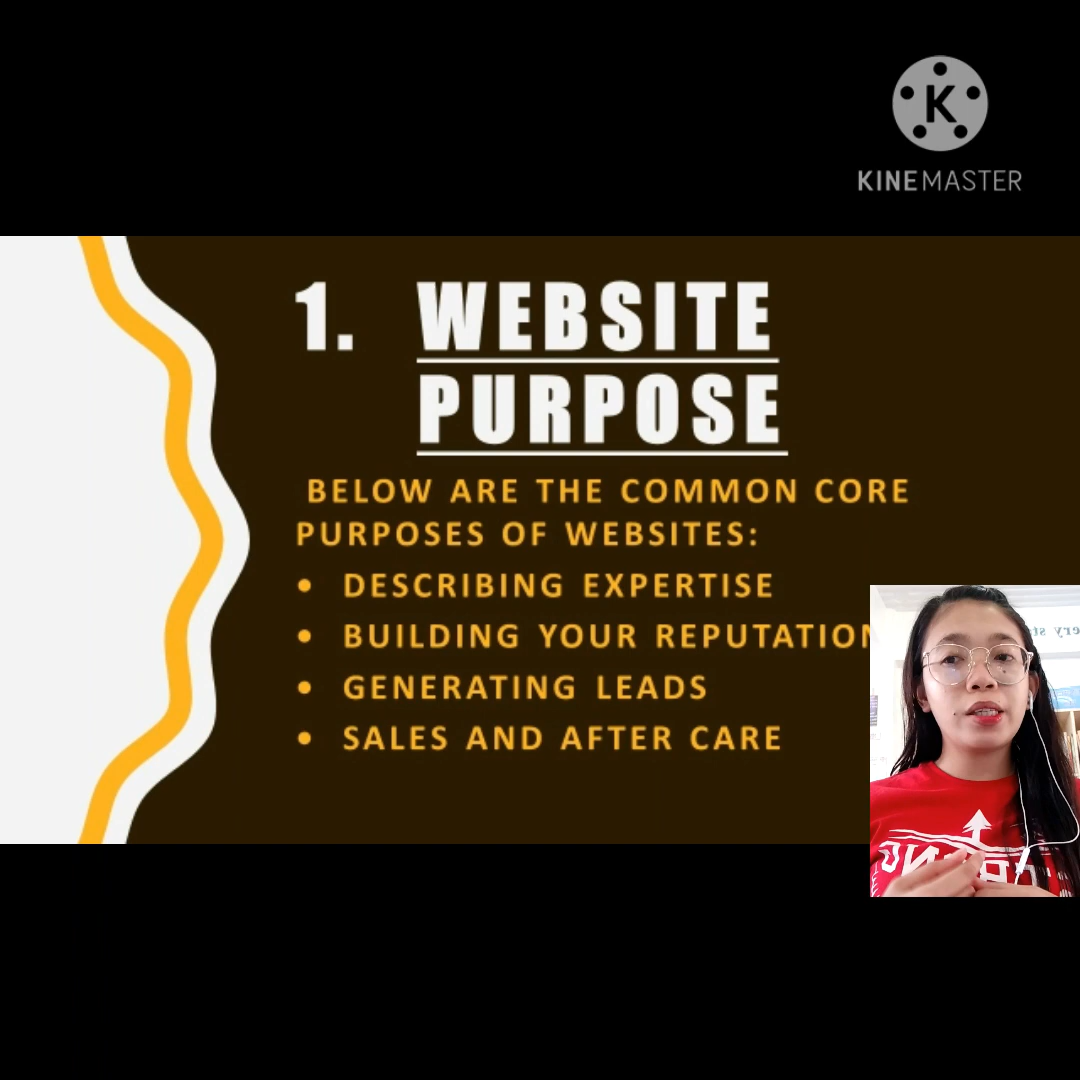 KINEMASTER
1. WEBSITE
PURPOSE
BELOW ARE THE COMMON CORE
PURPOSES OF WEBSITES:
• DESCRIBING EXPERTISE
• BUILDING YOUR REPUTATION
• GENERATING LEADS
• SALES AND AFTER CARE